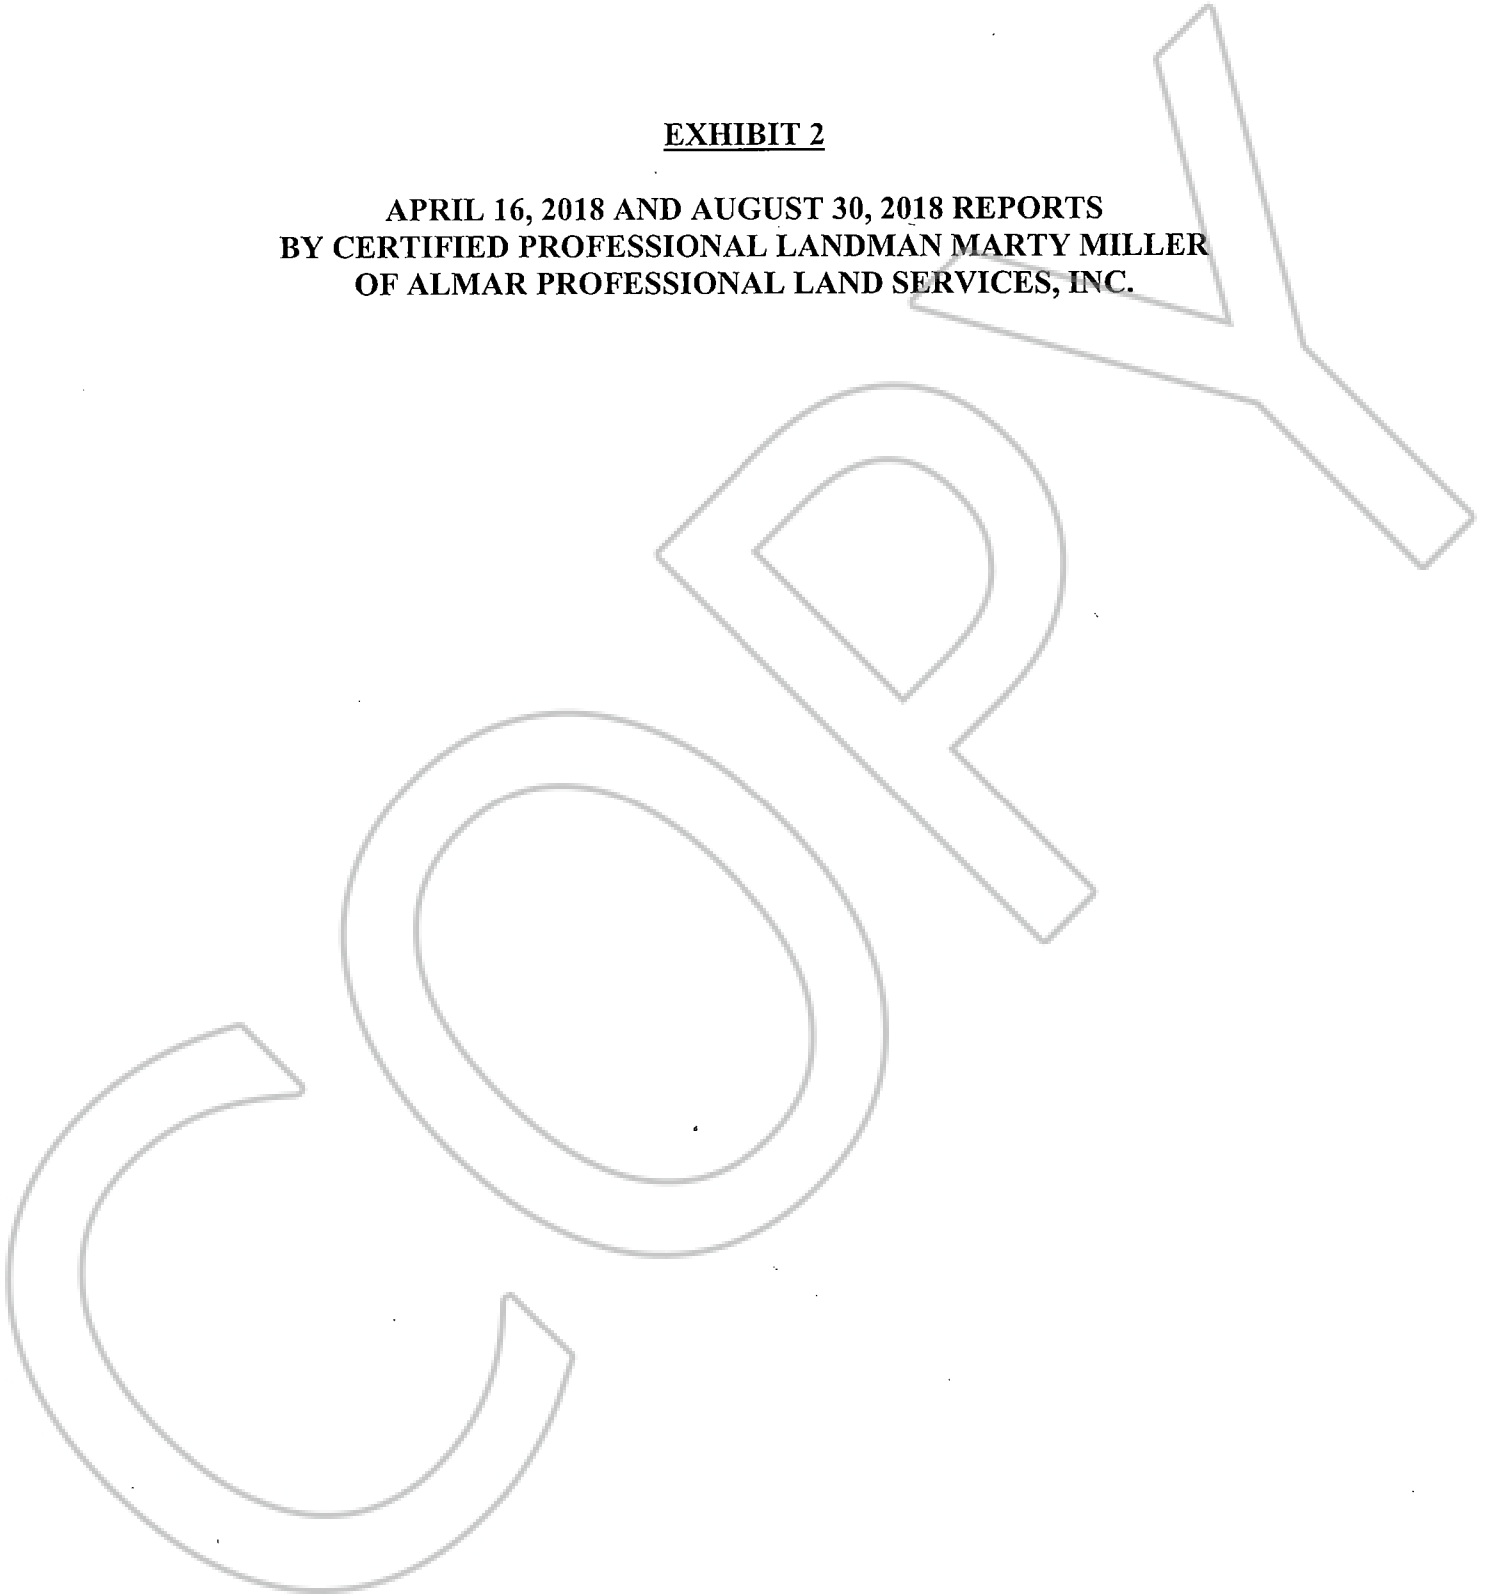 EXHIBIT 2
APRIL 16, 2018 AND AUGUST 30, 2018 REPORTS
BY CERTIFIED PROFESSIONAL LANDMAN MARTY MILLER
OF ALMAR PROFESSIONAL LAND SERVICES, INC.
COPY